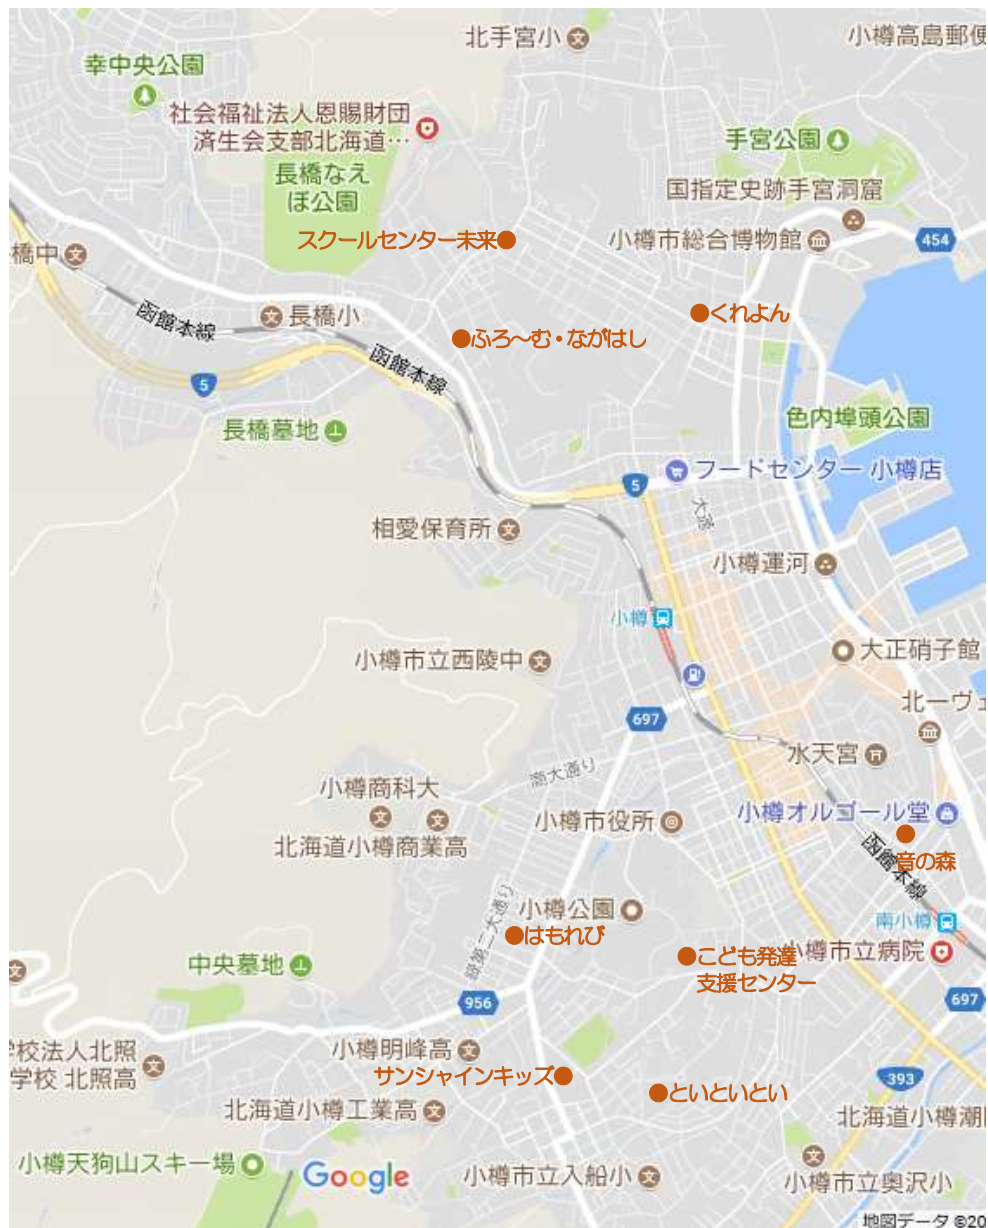 北手宮小
小樽高島郵便
幸中央公園
社会福祉法人恩賜財団
済生会支部北海道…
手宮公園
長橋なえ
ぼ公園
国指定史跡手宮洞窟
スクールセンター未来●
小樽市総合博物館
454
橋中
函館本線
長橋小
●くれよん
●ふろ～む・ながはし
函館本線
5
長橋墓地
色内埠頭公園
フードセンター 小樽店
5
大通
相愛保育所
小樽運河
小樽
小樽市立西陵中
大正硝子館
北一ヴェ
697
水天宮
商大通り
小樽商科大
小樽オルゴール堂
小樽市役所
北海道小樽商業高
●
音の森
函館本線
小樽公園
南小樽
●はもれび
●こども発達
支援センター
小樽市立病院
中央墓地
956
697
学校法人北照
学校 北照高
小樽明峰高
サンシャインキッズ●
393
●といといとい
北海道小樽工業高
北海道小樽潮
小樽天狗山スキー場
Google
小樽市立入船小
小樽市立奥沢小
地図データ ©20